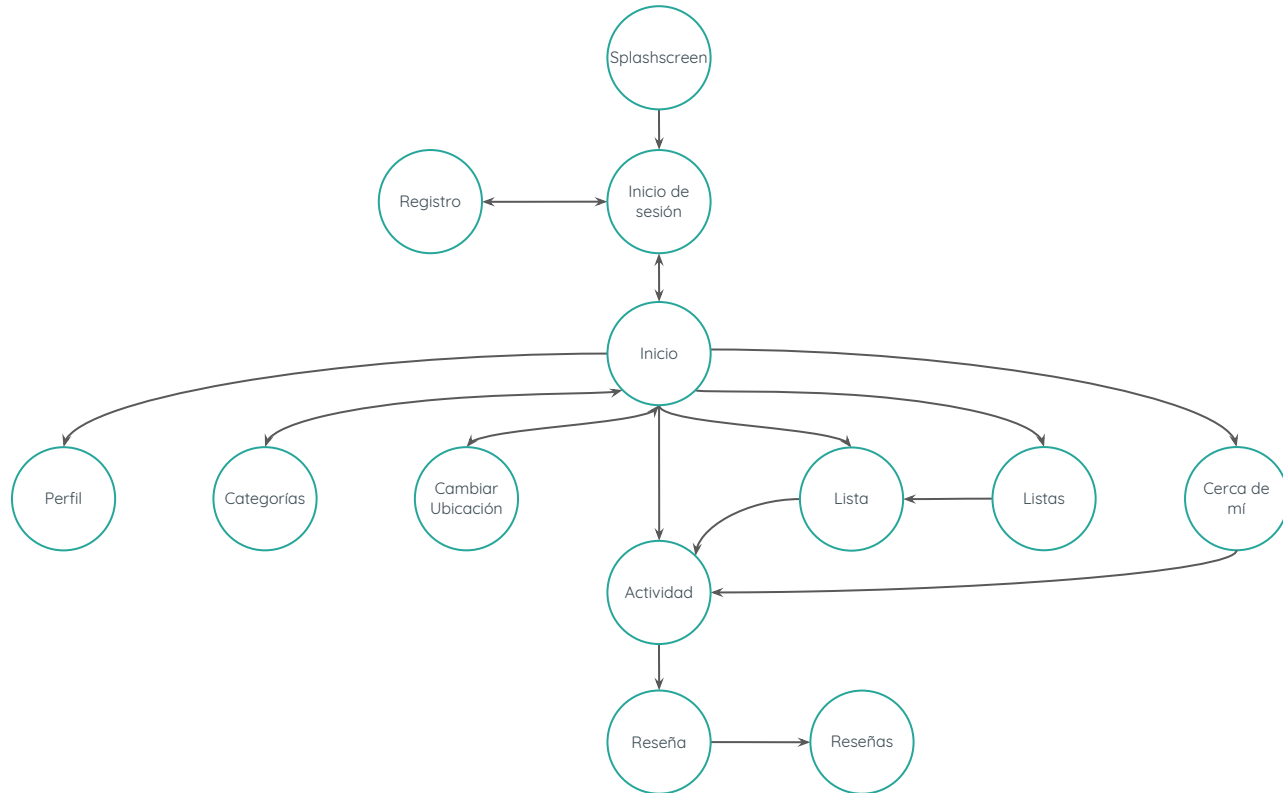 Splashscreen
Registro
Inicio de
sesión
Inicio
Perfil
Categorías
Cambiar
Ubicación
Lista
Listas
Cerca de
mí
Actividad
Reseña
Reseñas